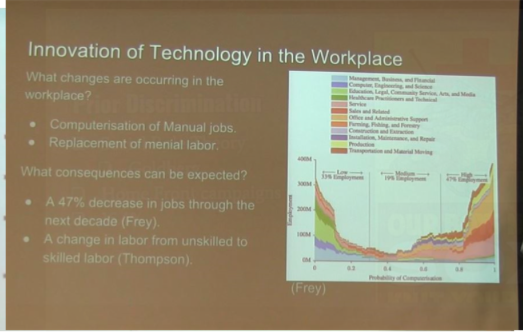 Innovation of Technology in the Workplace
What changes are occurring in the
workplace?
● Computerisation of Manual jobs.
● Replacement of menial labor.
What consequences can be expected?
● A 47% decrease in jobs through the
next decade (Frey).
● A change in labor from unskilled to
skilled labor (Thompson).
Management, Business, and Financial
Computer, Engineering, and Science
Education, Legal, Community Service, Arts, and Media
Healthcare Practitioners and Technical
Service
Sales and Related
Office and Administrative Support
Farming, Fishing, and Forestry
Construction and Extraction
Installation, Maintenance, and Repair
Production
Transportation and Material Moving
400M
Low Medium High
33% Employment 19% Employment 47% Employment
300M
200M
100M
0M
Employment
0 0.2 0.4 0.6 0.8 1
Probability of Computerisation
(Frey)